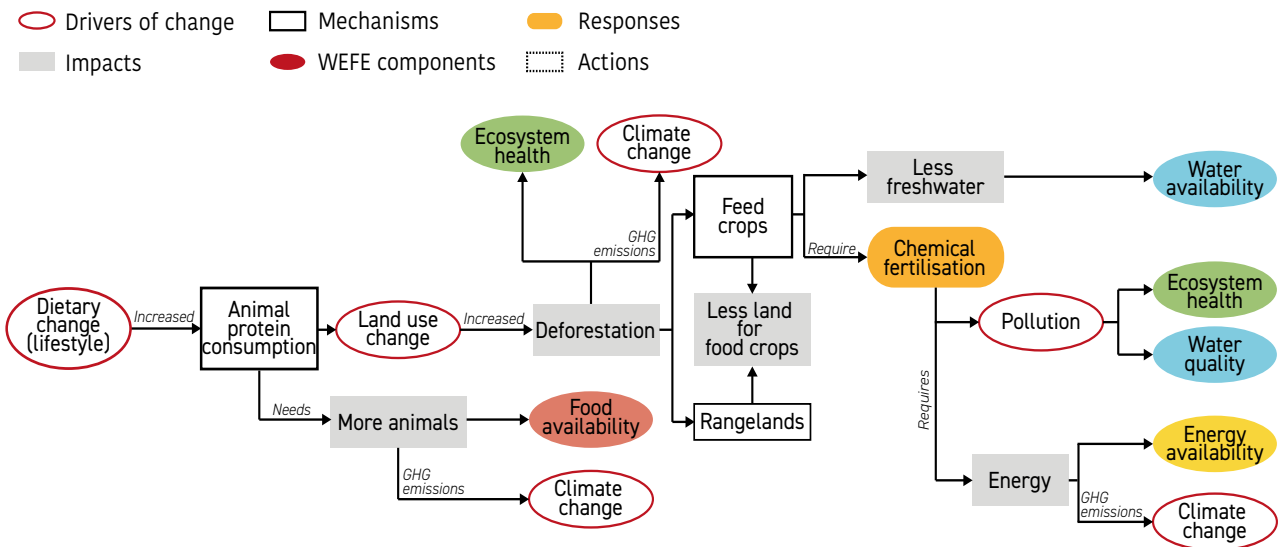 Drivers of change
Mechanisms
Responses
Impacts
WEFE components
Actions
Ecosystem
health
Climate
change
GHG
emissions
Feed
crops
Less
freshwater
Water
availability
Require
Chemical
fertilisation
Dietary
change
(lifestyle)
Increased
Animal
protein
consumption
Land use
change
Increased
Deforestation
Less land
for
food crops
Rangelands
Pollution
Ecosystem
health
Water
quality
Needs
More animals
Food
availability
GHG
emissions
Climate
change
Requires
Energy
Energy
availability
GHG
emissions
Climate
change